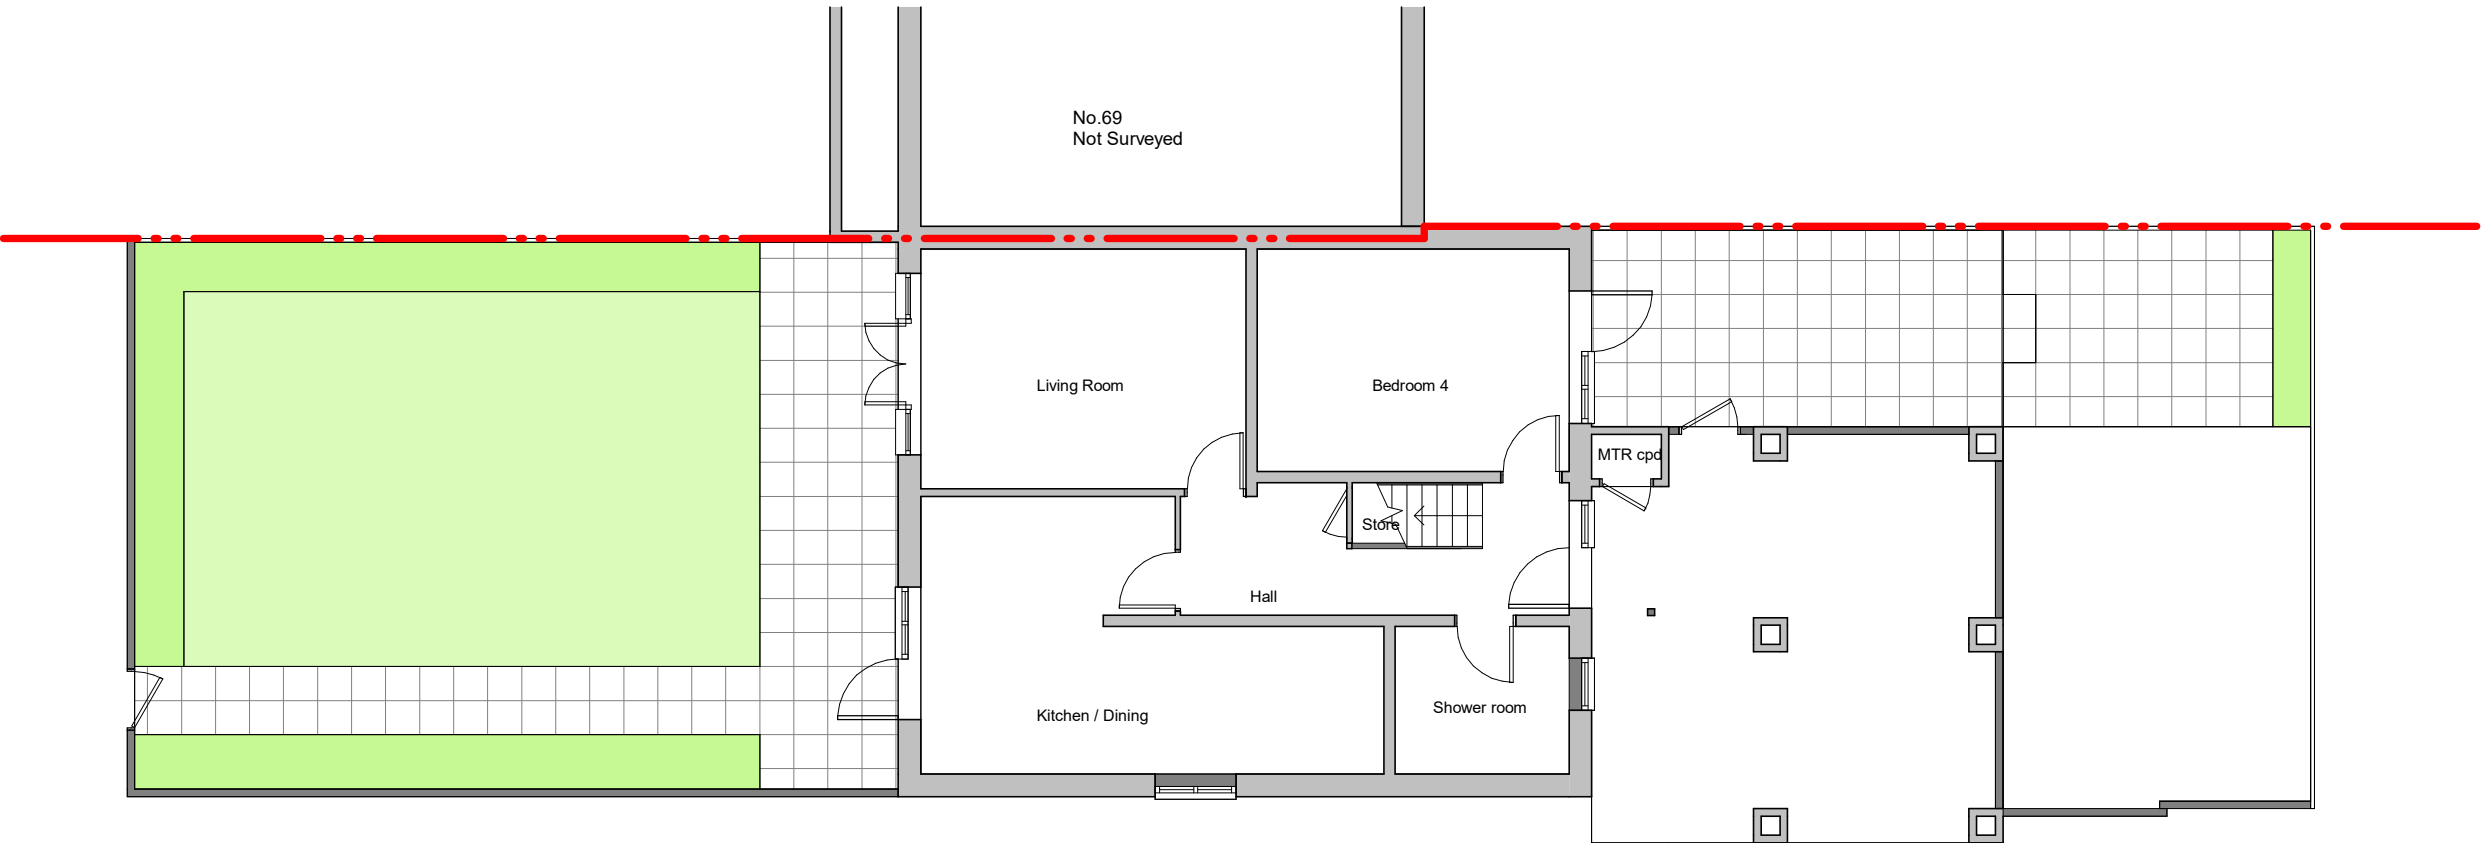 No.69
Not Surveyed
Living Room
Bedroom 4
MTR cpd
Store
Hall
Shower room
Kitchen / Dining